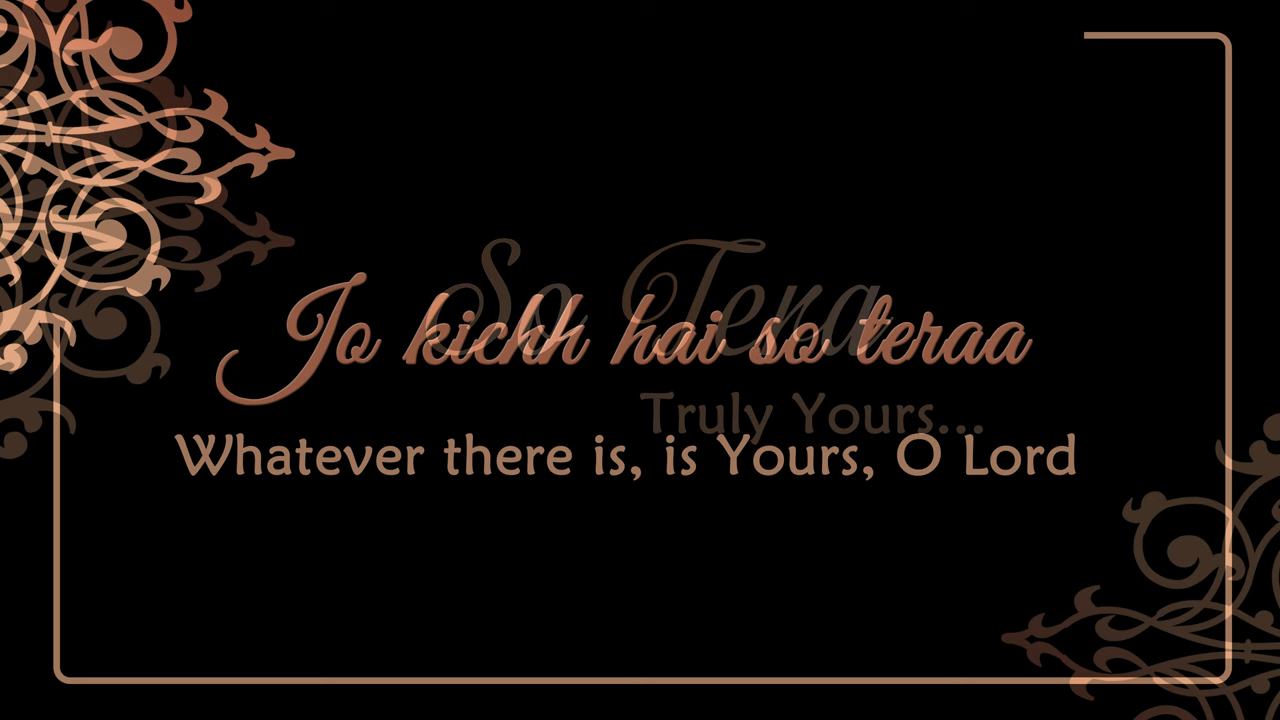 So Tera
Jo kichh hai so teraa
Truly Yours...
Whatever there is, is Yours, O Lord